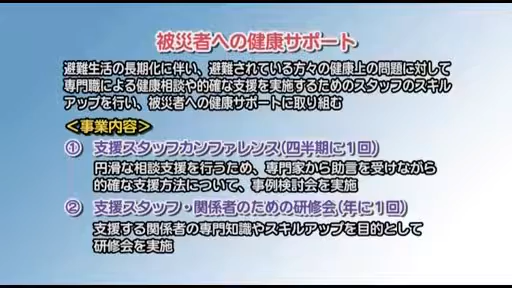 被災者への健康サポート
避難生活の長期化に伴い、避難されている方々の健康上の問題に対して
専門職による健康相談や的確な支援を実施するためのスタッフのスキル
アップを行い、被災者への健康サポートに取り組む
＜事業内容＞
① 支援スタッフカンファレンス(四半期に１回)
円滑な相談支援を行うため、専門家から助言を受けながら
的確な支援方法について、事例検討会を実施
② 支援スタッフ・関係者のための研修会(年に１回)
支援する関係者の専門知識やスキルアップを目的として
研修会を実施